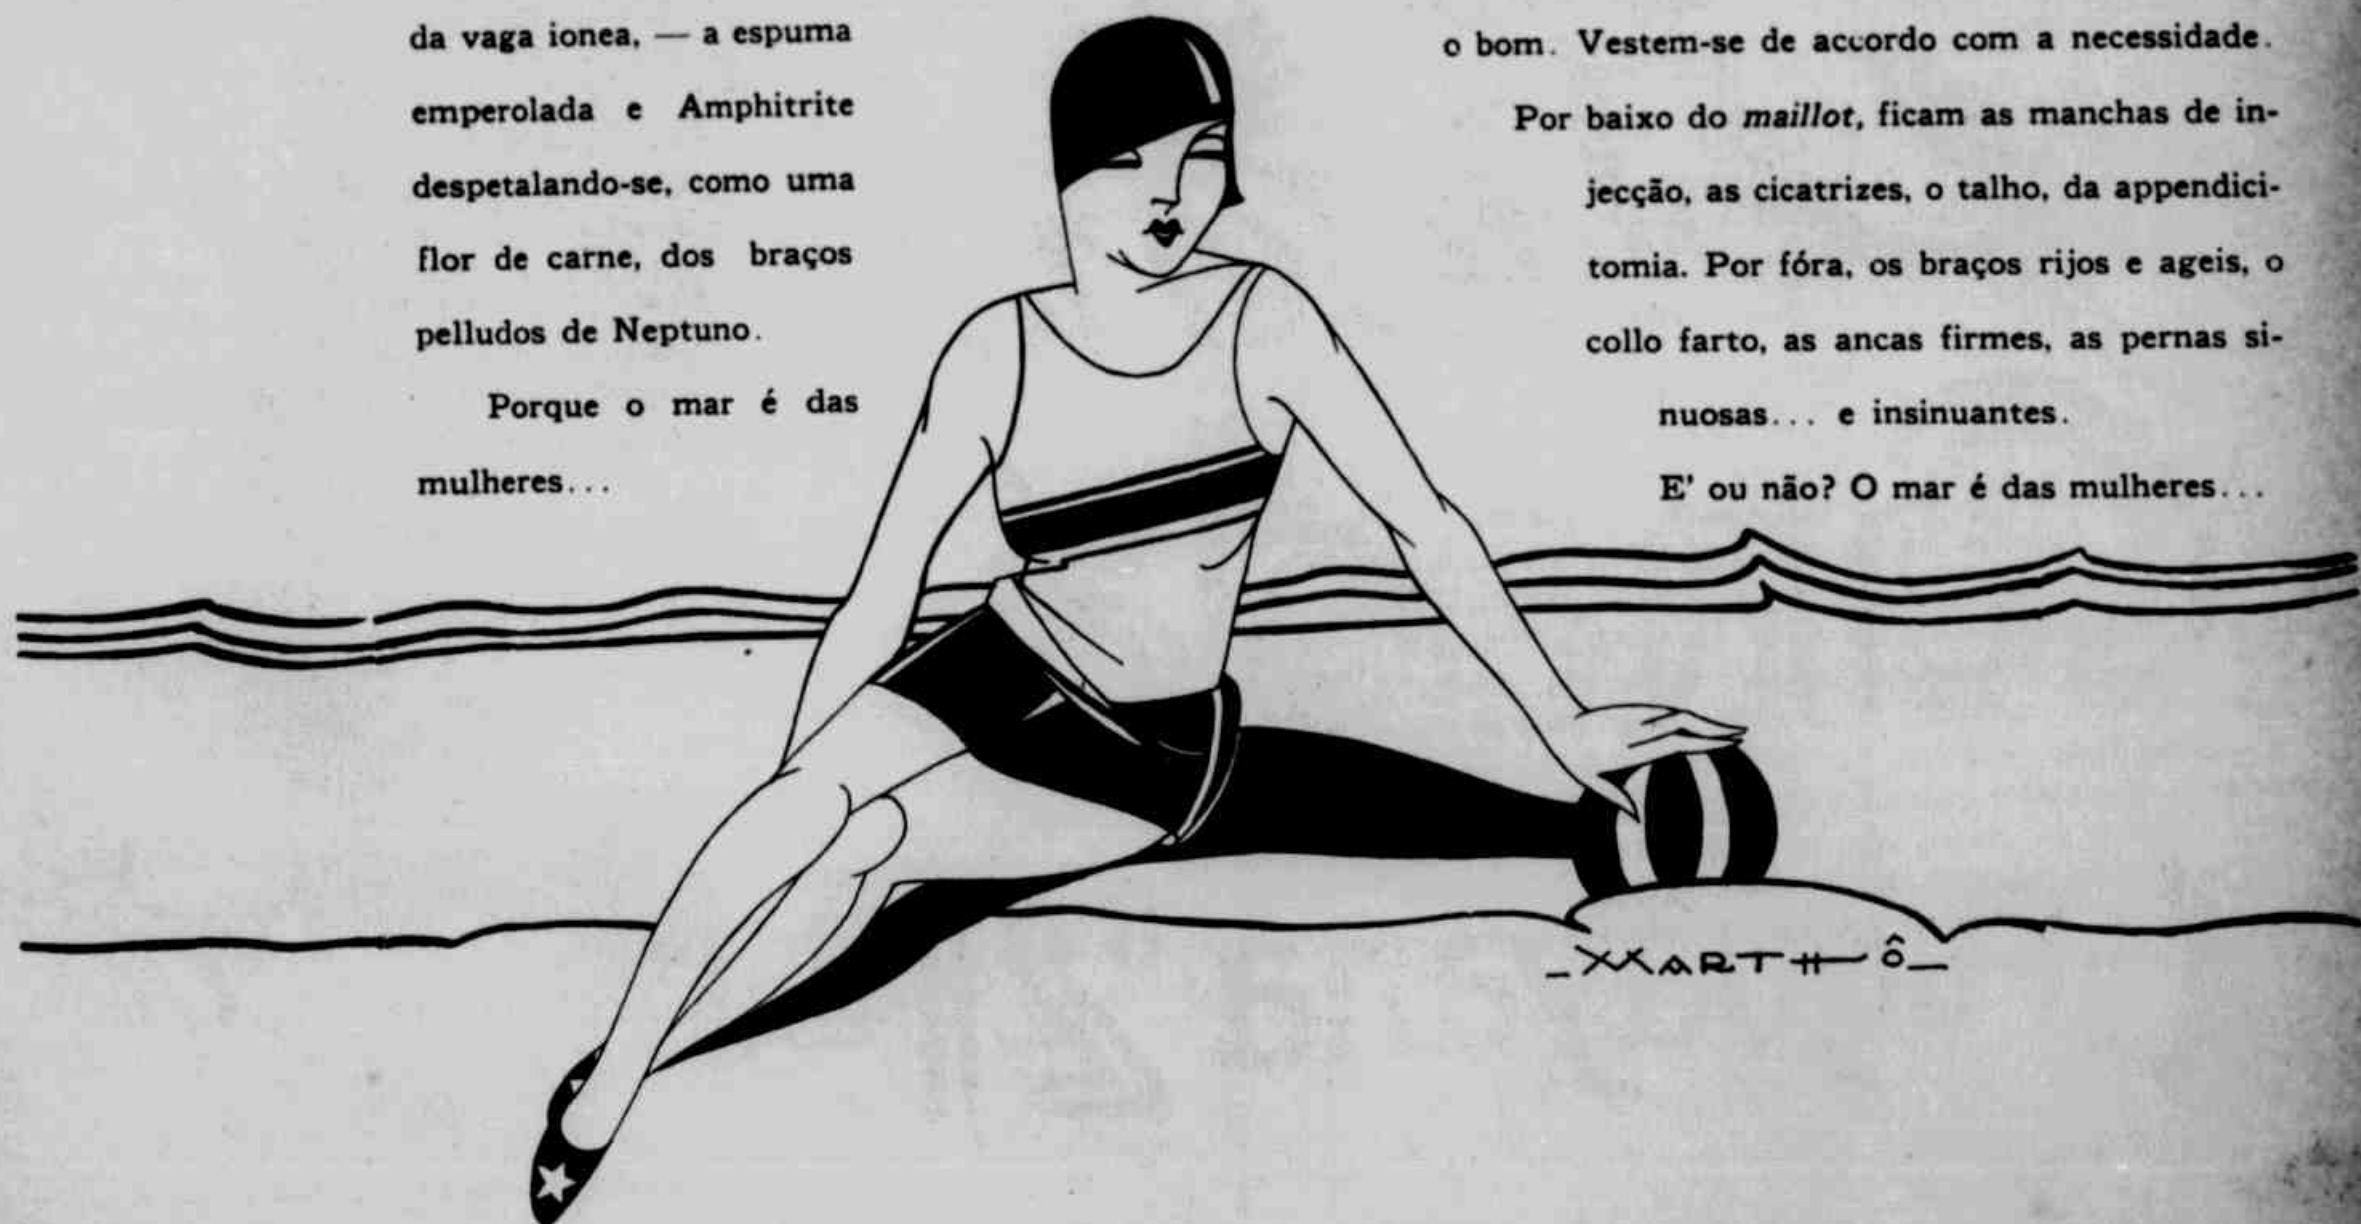 da vaga ionea, — a espuma
emperolada e Amphitrite
despetalando-se, como uma
flor de carne, dos braços
pelludos de Neptuno.
Porque o mar é das
mulheres...
o bom. Vestem-se de accordo com a necessidade.
Por baixo do maillot, ficam as manchas de in-
jecção, as cicatrizes, o talho, da appendici-
tomia. Por fóra, os braços rijos e ageis, o
collo farto, as ancas firmes, as pernas si-
nuosas... e insinuantes.
E' ou não? O mar é das mulheres...